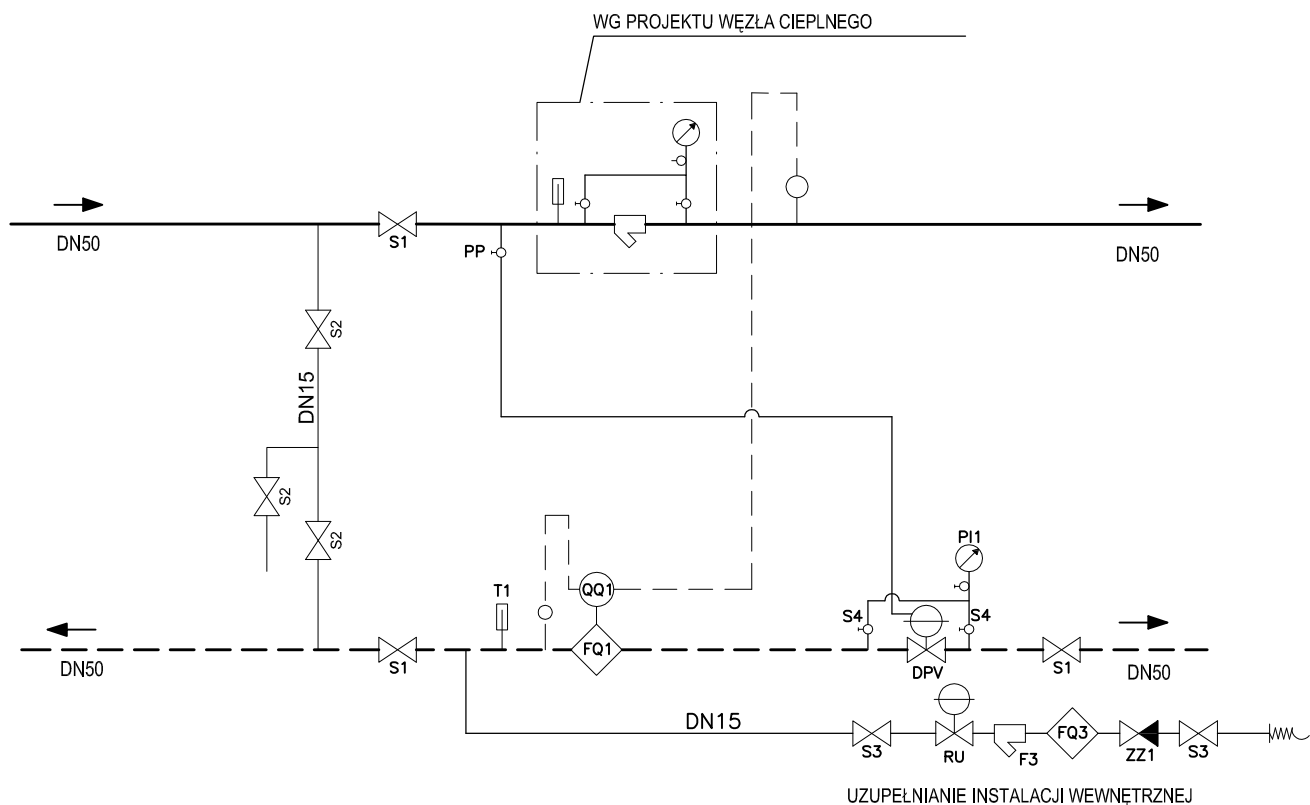 WG PROJEKTU WĘZŁA CIEPLNEGO
DN50
S1
PP
DN50
S2
DN15
S2
S2
PI1
T1
QQ1
S4
S4
FQ1
DN50
S1
DPV
S1
DN50
DN15
FQ3
S3
RU
F3
ZZ1
S3
UZUPEŁNIANIE INSTALACJI WEWNĘTRZNEJ